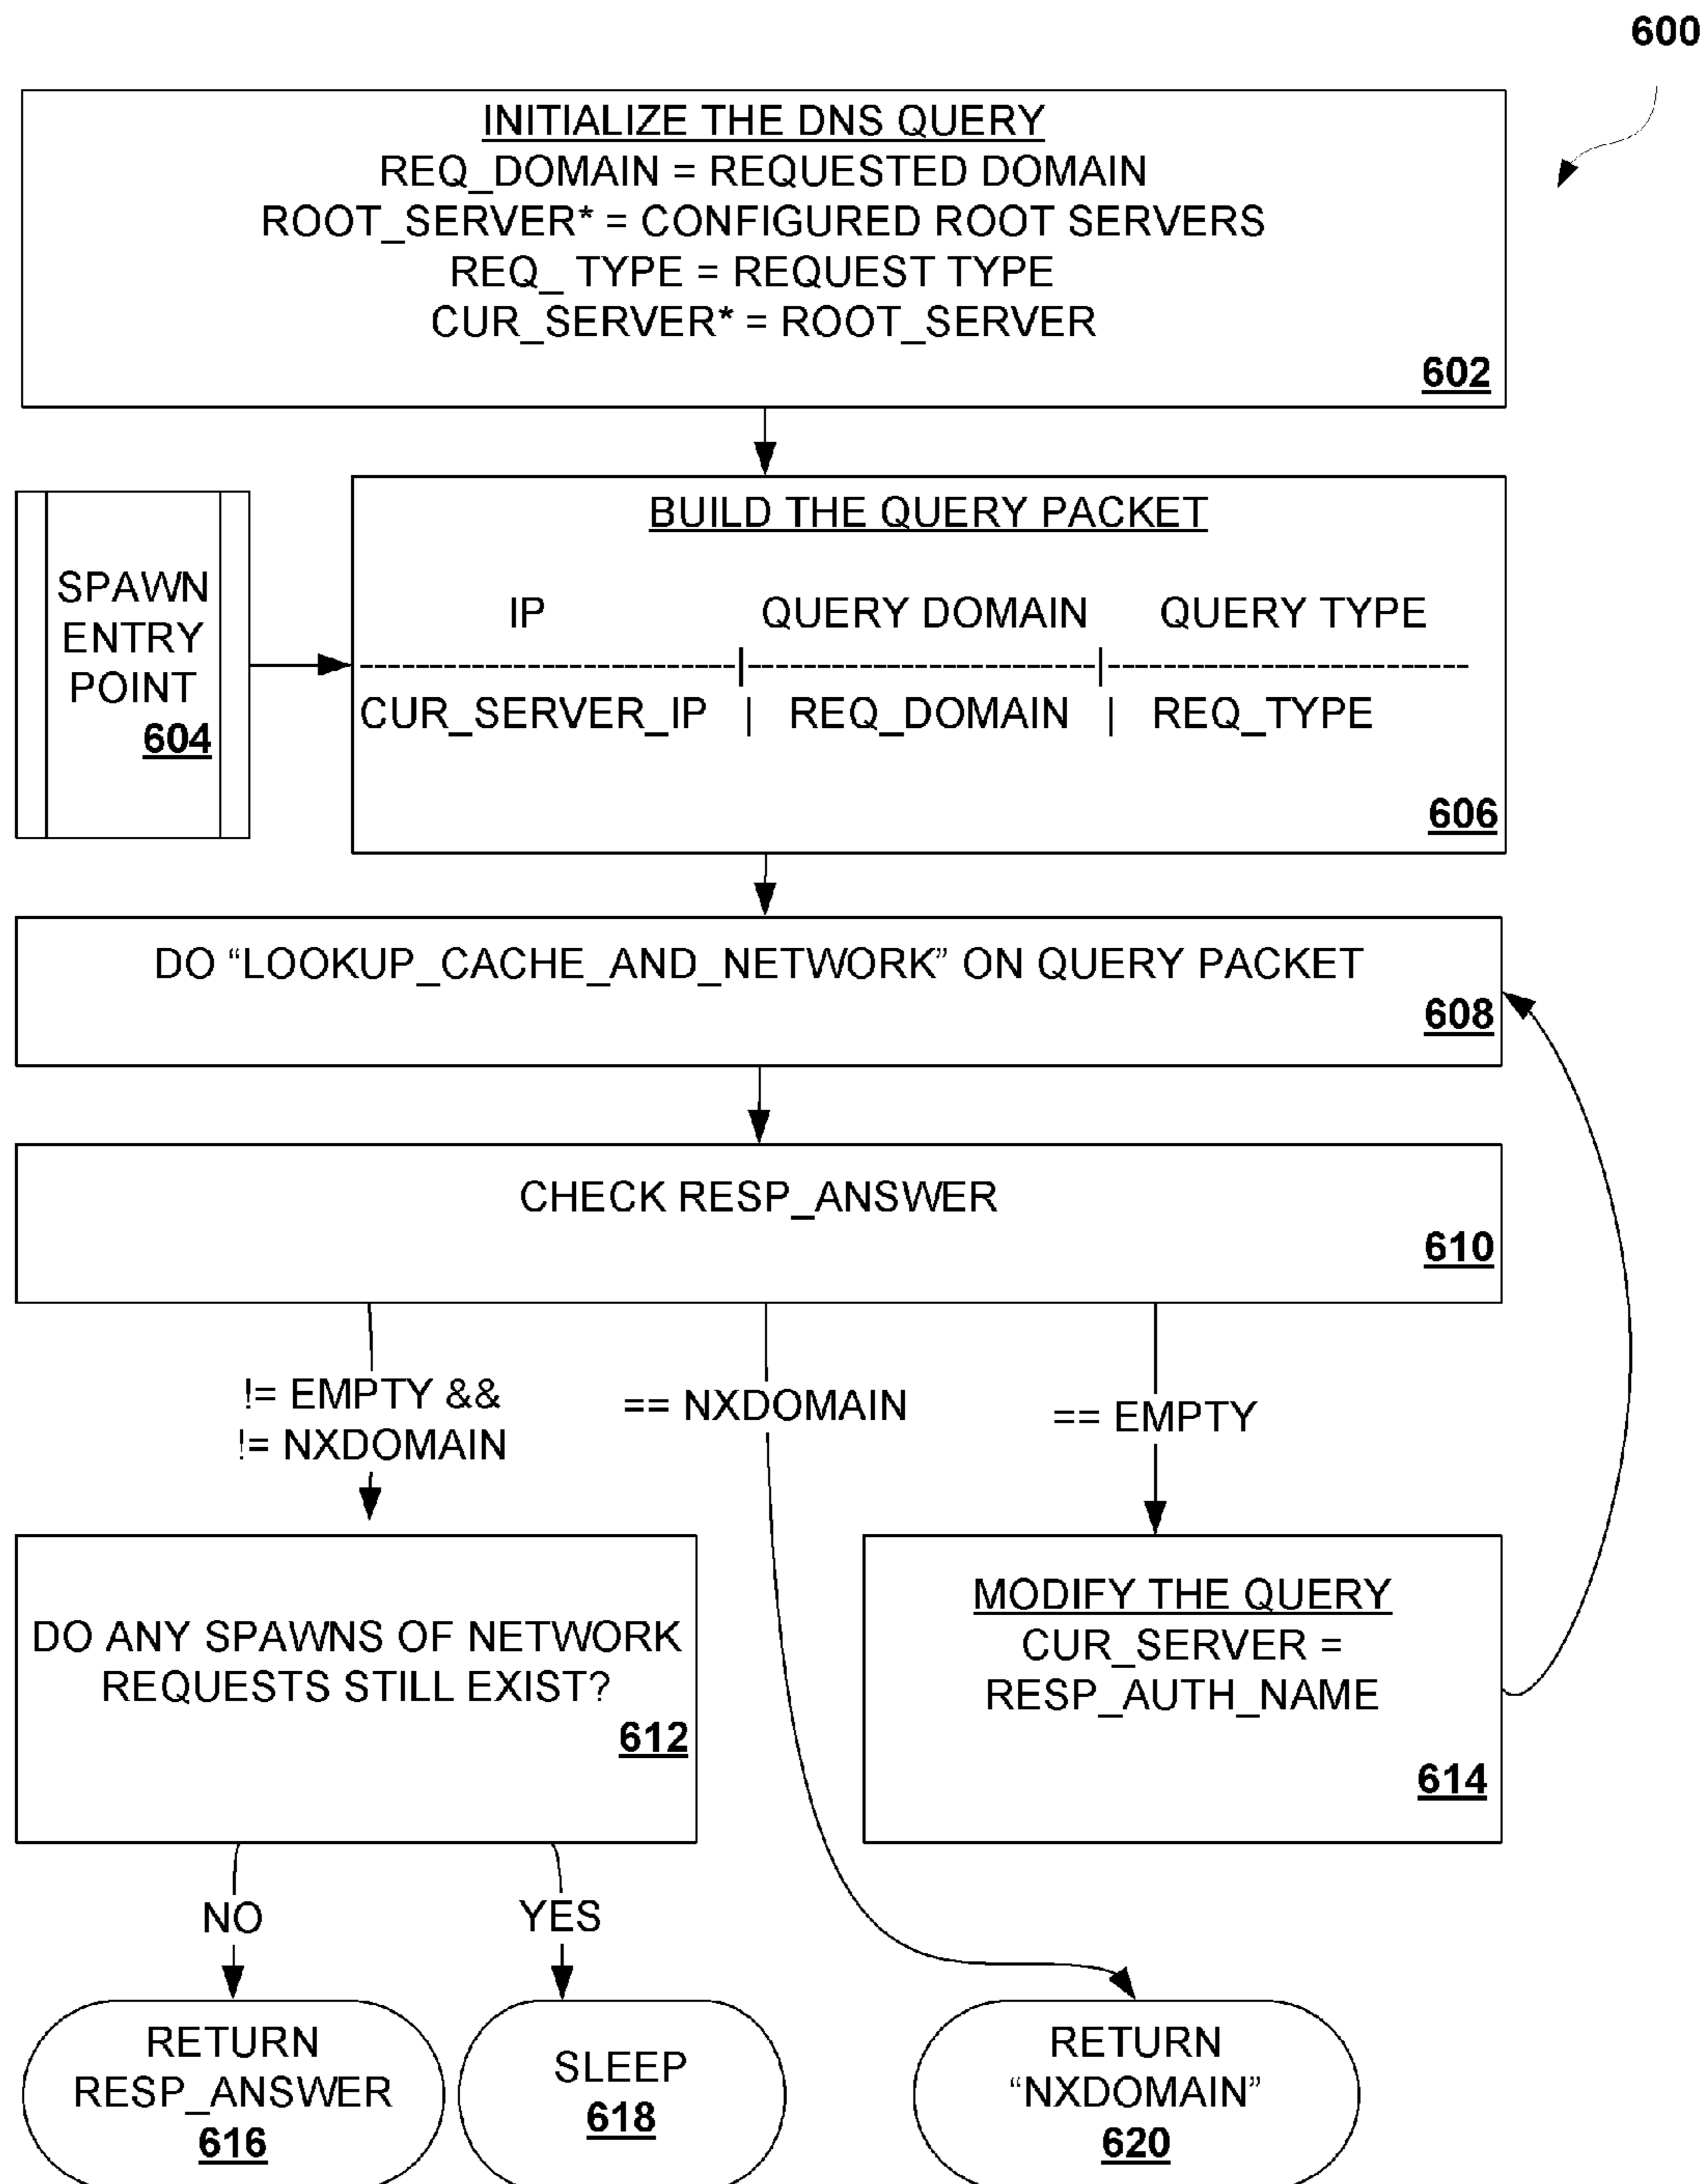 600
INITIALIZE THE DNS QUERY
REQ_DOMAIN = REQUESTED DOMAIN
ROOT_SERVER* = CONFIGURED ROOT SERVERS
REQ_ TYPE = REQUEST TYPE
CUR_SERVER* = ROOT_SERVER
602
SPAWN
ENTRY
POINT
604
BUILD THE QUERY PACKET
IP QUERY DOMAIN QUERY TYPE
---------------------------|-------------------------|--------------------------
CUR_SERVER_IP | REQ_DOMAIN | REQ_TYPE
606
DO “LOOKUP_CACHE_AND_NETWORK” ON QUERY PACKET
608
CHECK RESP_ANSWER
610
!= EMPTY &&
!= NXDOMAIN
== NXDOMAIN
== EMPTY
DO ANY SPAWNS OF NETWORK
REQUESTS STILL EXIST?
612
MODIFY THE QUERY
CUR_SERVER =
RESP_AUTH_NAME
614
NO
YES
RETURN
RESP_ANSWER
616
SLEEP
618
RETURN
“NXDOMAIN”
620